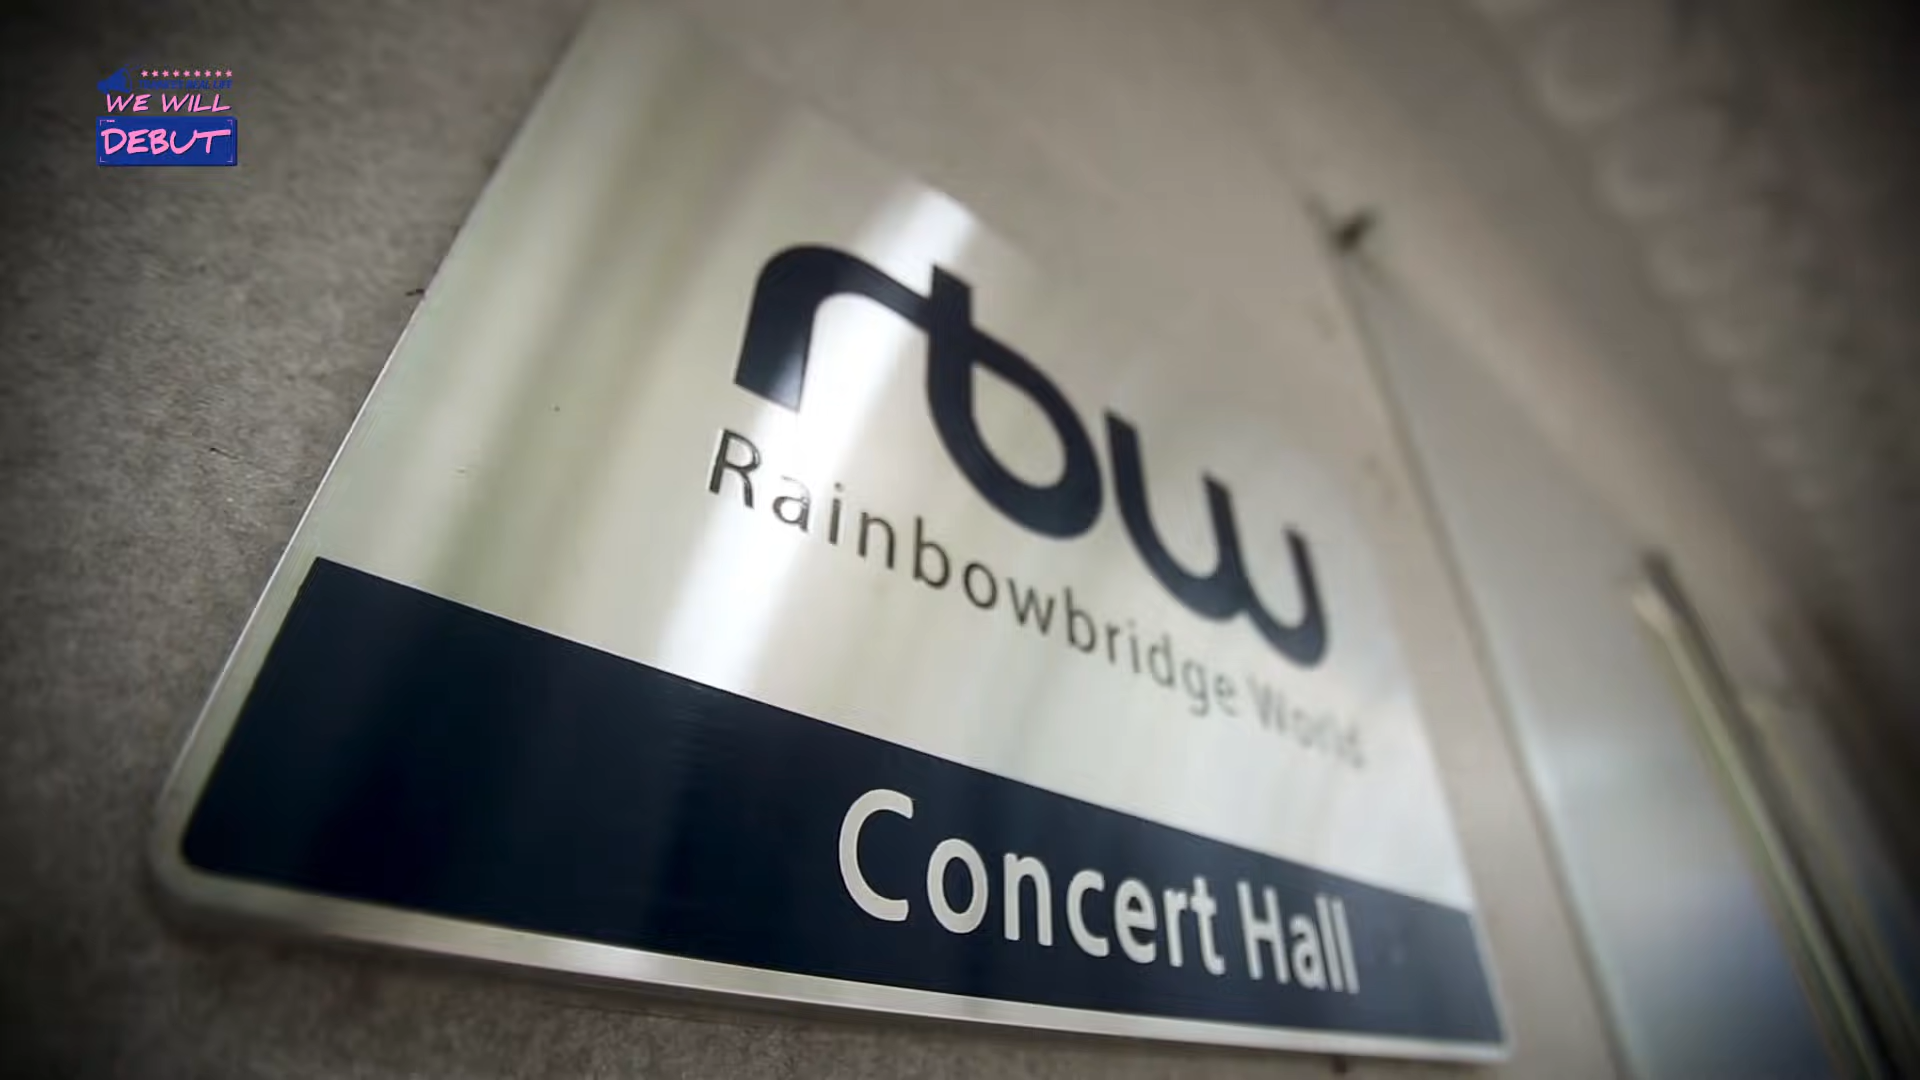 WE WILL
DEBUT
rbw
Rainbowbridge World
Concert Hall